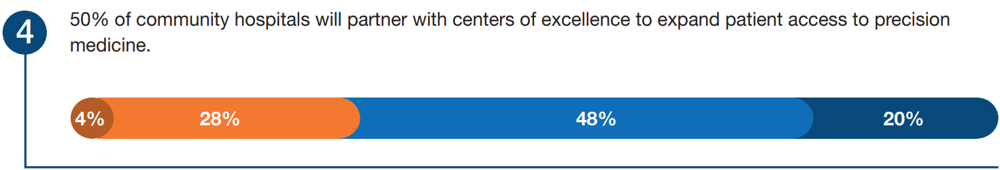 4
50% of community hospitals will partner with centers of excellence to expand patient access to precision
medicine.
4% 28% 48% 20%